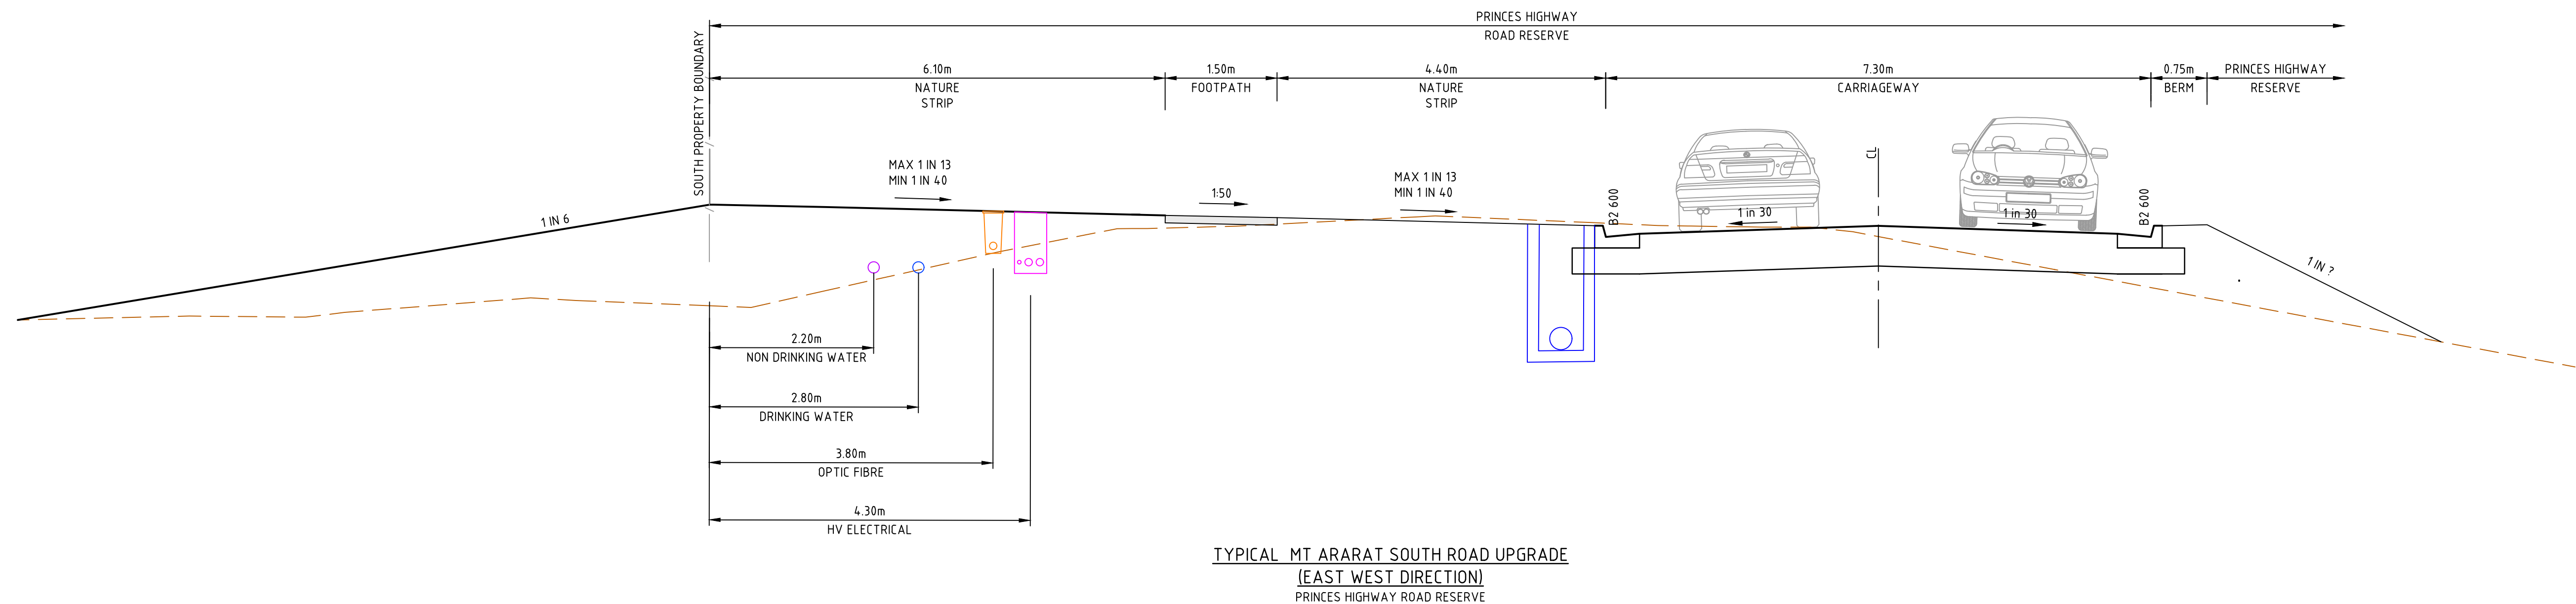 PRINCES HIGHWAY
ROAD RESERVE
SOUTH PROPERTY BOUNDARY
6.10m
NATURE
STRIP
1.50m
FOOTPATH
4.40m
NATURE
STRIP
7.30m
CARRIAGEWAY
0.75m
BERM
PRINCES HIGHWAY
RESERVE
1 IN 6
MAX 1 IN 13
MIN 1 IN 40
1:50
MAX 1 IN 13
MIN 1 IN 40
B2 600
1 in 30
CL
1 in 30
B2 600
1 IN ?
2.20m
NON DRINKING WATER
2.80m
DRINKING WATER
3.80m
OPTIC FIBRE
4.30m
HV ELECTRICAL
TYPICAL MT ARARAT SOUTH ROAD UPGRADE
(EAST WEST DIRECTION)
PRINCES HIGHWAY ROAD RESERVE